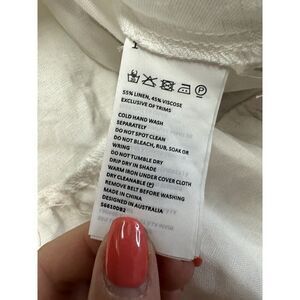 55% LINEN, 45% VISCOSE
EXCLUSIVE OF TRIMS
COLD HAND WASH
SEPARATELY
DO NOT SPOT CLEAN
DO NOT BLEACH, RUB, SOAK OR
WRING
DO NOT TUMBLE DRY
DRIP DRY IN SHADE
WARM IRON UNDER COVER CLOTH
DRY CLEANABLE (P)
REMOVE BELT BEFORE WASHING
MADE IN CHINA
DESIGNED IN AUSTRALIA